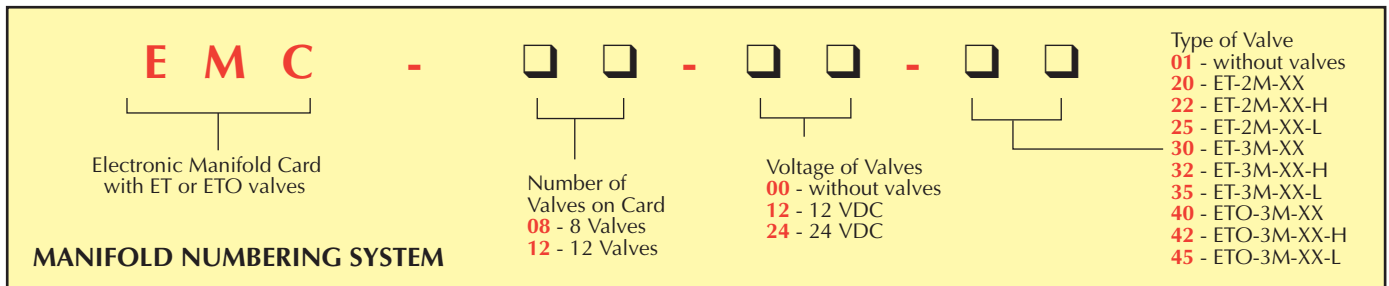 E M C - ❏ ❏ - ❏ ❏ - ❏ ❏
Electronic Manifold Card
with ET or ETO valves
Number of
Valves on Card
08 - 8 Valves
12 - 12 Valves
Voltage of Valves
00 - without valves
12 - 12 VDC
24 - 24 VDC
Type of Valve
01 - without valves
20 - ET-2M-XX
22 - ET-2M-XX-H
25 - ET-2M-XX-L
30 - ET-3M-XX
32 - ET-3M-XX-H
35 - ET-3M-XX-L
40 - ETO-3M-XX
42 - ETO-3M-XX-H
45 - ETO-3M-XX-L
MANIFOLD NUMBERING SYSTEM